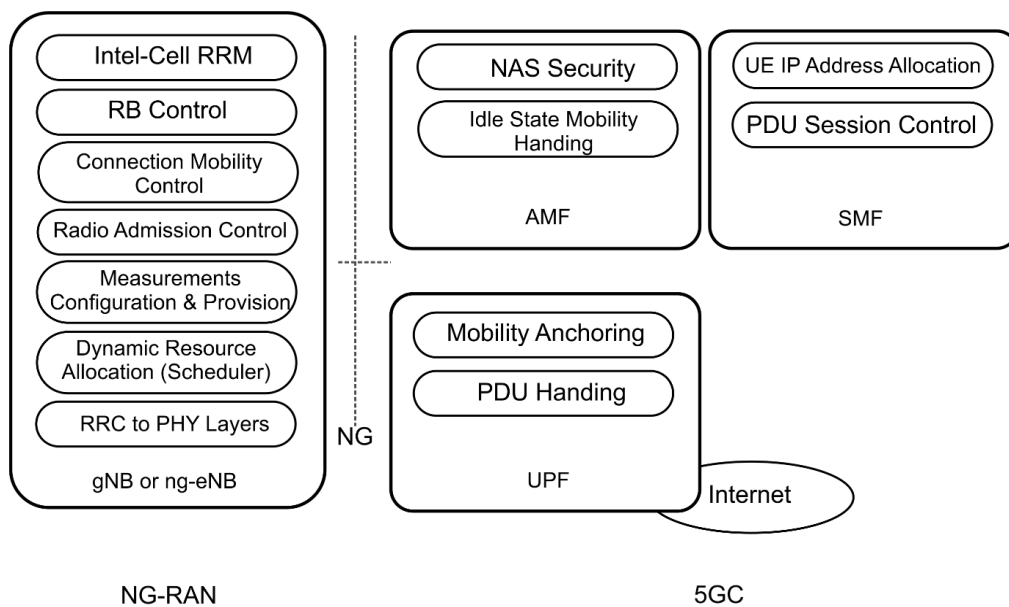 Intel-Cell RRM
RB Control
Connection Mobility
Control
Radio Admission Control
Measurements
Configuration & Provision
Dynamic Resource
Allocation (Scheduler)
RRC to PHY Layers
gNB or ng-eNB
NG
NAS Security
Idle State Mobility
Handing
AMF
UE IP Address Allocation
PDU Session Control
SMF
Mobility Anchoring
PDU Handing
UPF
Internet
NG-RAN
5GC